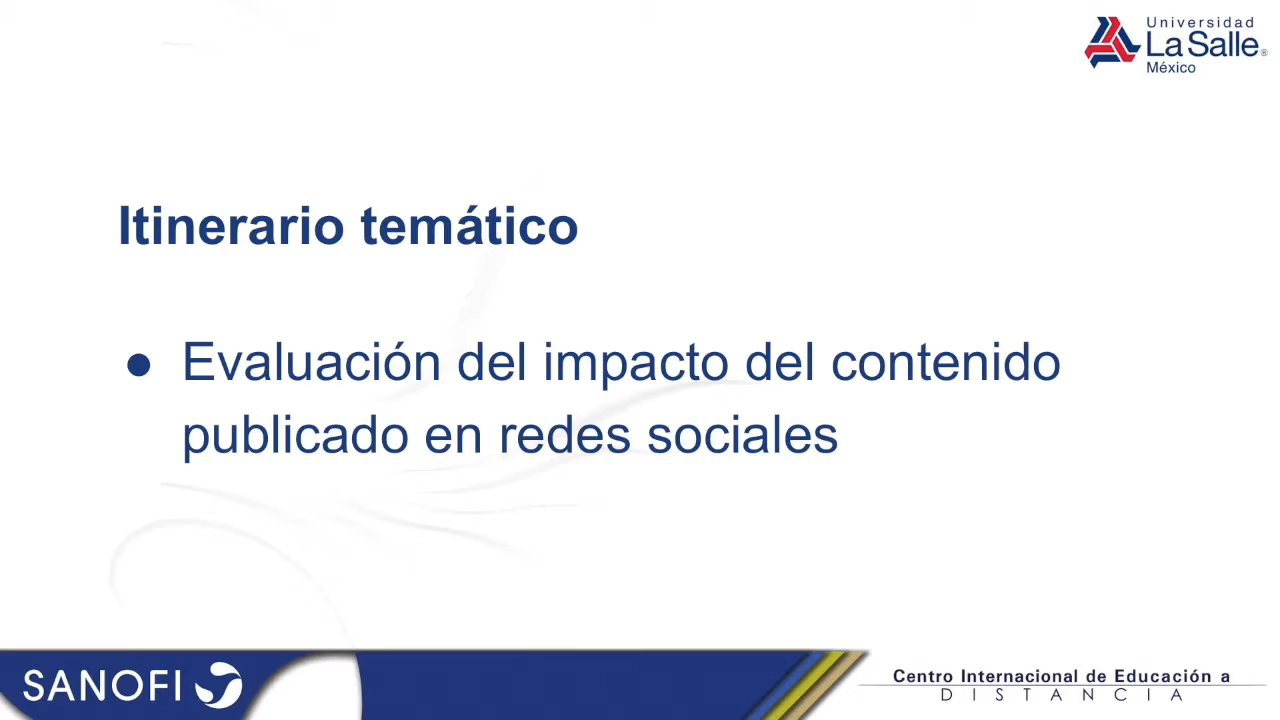 Universidad
La Salle®
México
Itinerario temático
● Evaluación del impacto del contenido
publicado en redes sociales
SANOFI
Centro Internacional de Educación a
DISTANCIA